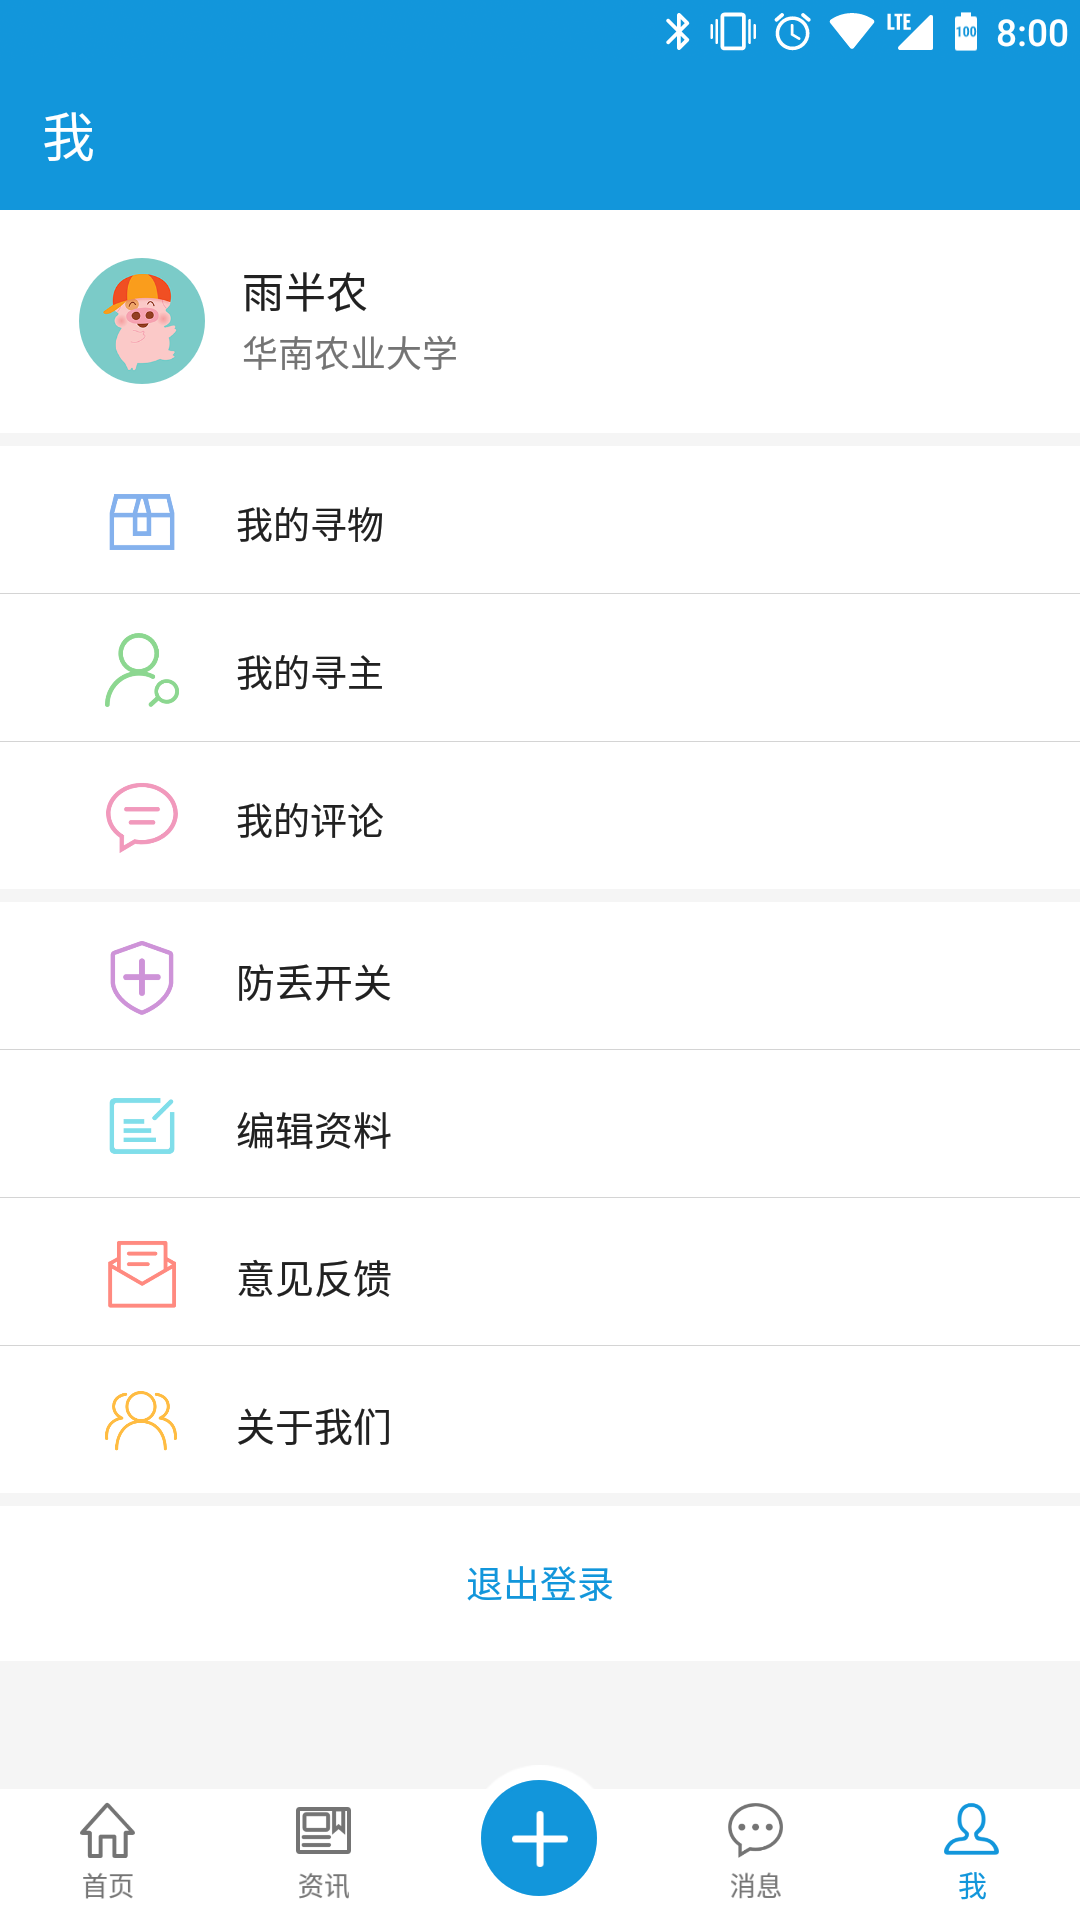 LTE 100 8:00
我
雨半农
华南农业大学
我的寻物
我的寻主
我的评论
防丢开关
编辑资料
意见反馈
关于我们
退出登录
首页 资讯 消息 我